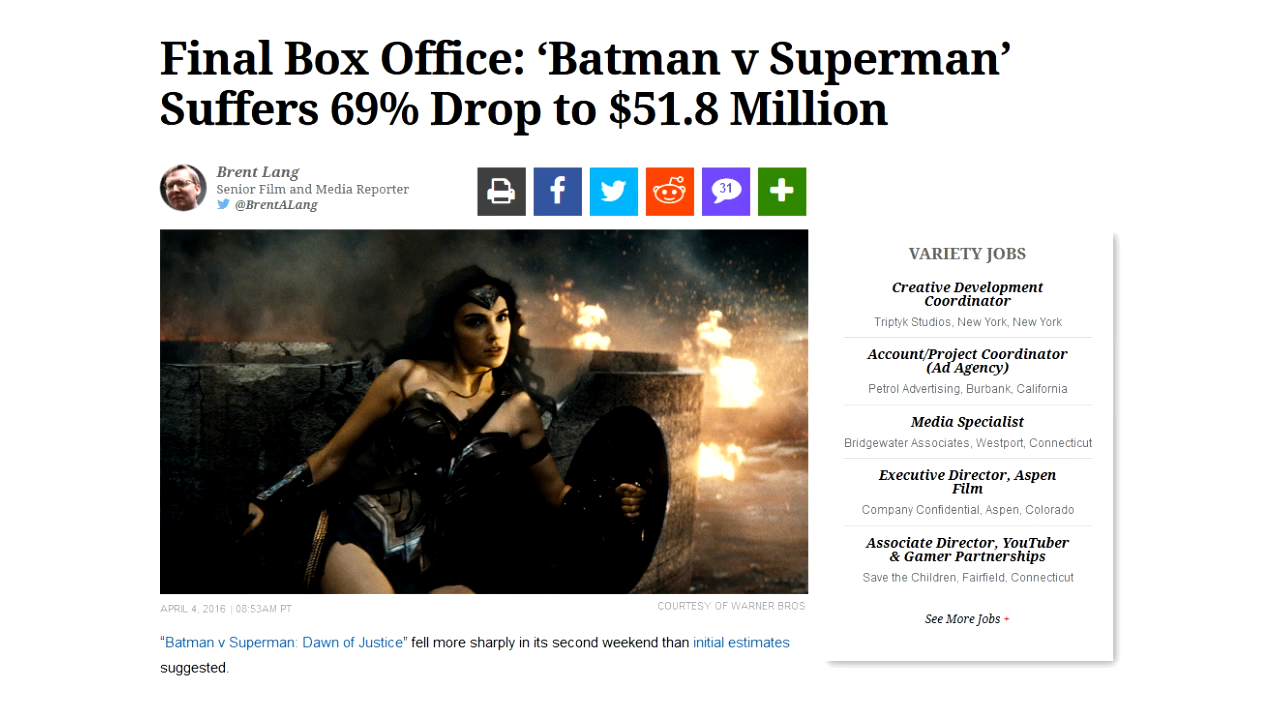 Final Box Office: ‘Batman v Superman’
Suffers 69% Drop to $51.8 Million
Brent Lang
Senior Film and Media Reporter
@BrentALang
31
APRIL 4, 2016 | 08:53AM PT
COURTESY OF WARNER BROS
“Batman v Superman: Dawn of Justice” fell more sharply in its second weekend than initial estimates
suggested.
VARIETY JOBS
Creative Development
Coordinator
Triptyk Studios, New York, New York
Account/Project Coordinator
(Ad Agency)
Petrol Advertising, Burbank, California
Media Specialist
Bridgewater Associates, Westport, Connecticut
Executive Director, Aspen
Film
Company Confidential, Aspen, Colorado
Associate Director, YouTuber
& Gamer Partnerships
Save the Children, Fairfield, Connecticut
See More Jobs +